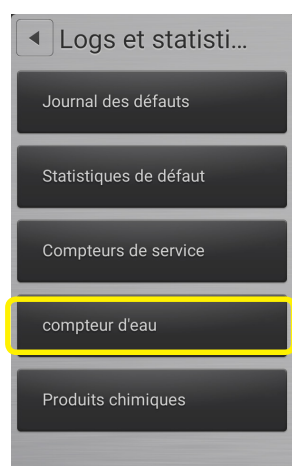 Logs et statisti...
Journal des défauts
Statistiques de défaut
Compteurs de service
compteur d'eau
Produits chimiques